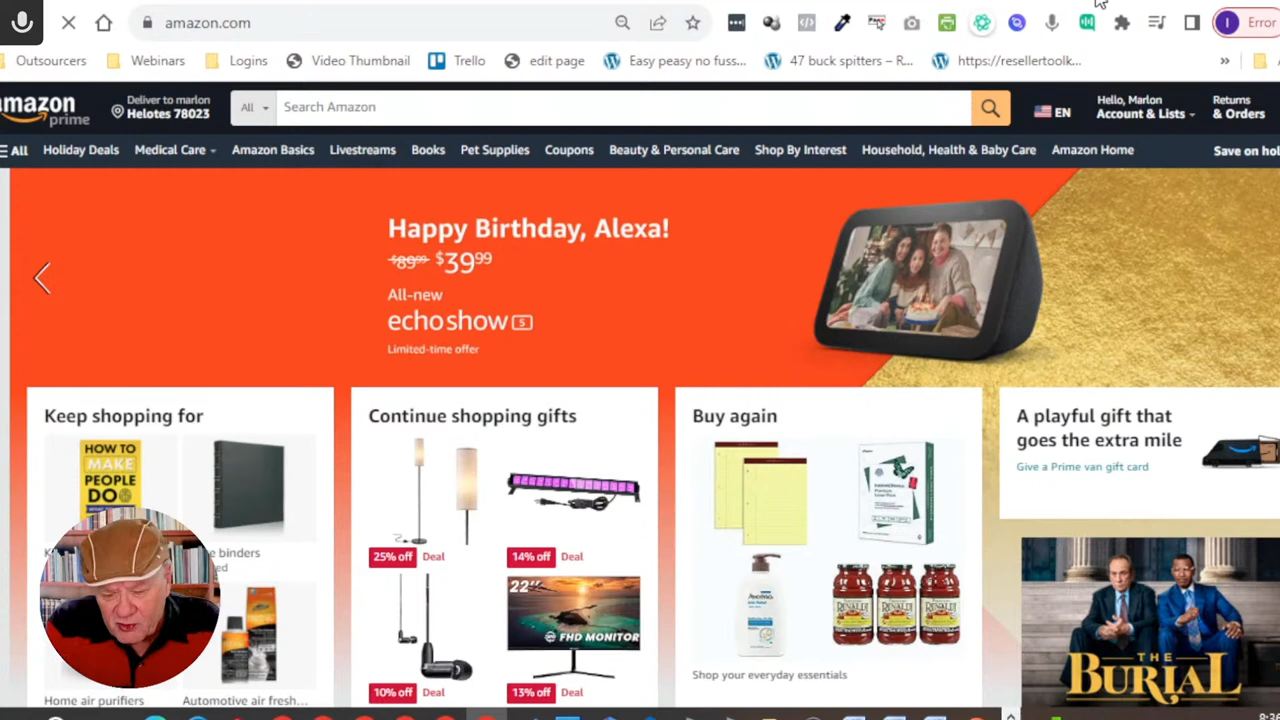 amazon.com
Error
Outsourcers
Webinars
Logins
Video Thumbnail
Trello
edit page
Easy peasy no fuss...
47 buck spitters – R...
https://resellertoolk...
amazon
prime
Deliver to marlon
Helotes 78023
All
Search Amazon
EN
Hello, Marlon
Account & Lists
Returns
& Orders
All
Holiday Deals
Medical Care
Amazon Basics
Livestreams
Books
Pet Supplies
Coupons
Beauty & Personal Care
Shop By Interest
Household, Health & Baby Care
Amazon Home
Save on hol
Happy Birthday, Alexa!
$89⁹⁹ $39⁹⁹
All-new
echo show 5
Limited-time offer
Keep shopping for
HOW TO
MAKE
PEOPLE
DO
e binders
Home air purifiers
Automotive air fresh...
Continue shopping gifts
25% off Deal
14% off Deal
22"
FHD MONITOR
10% off Deal
13% off Deal
Buy again
Aveeno
RINALDI
RINALDI
RINALDI
Shop your everyday essentials
A playful gift that
goes the extra mile
Give a Prime van gift card
THE
BURIAL